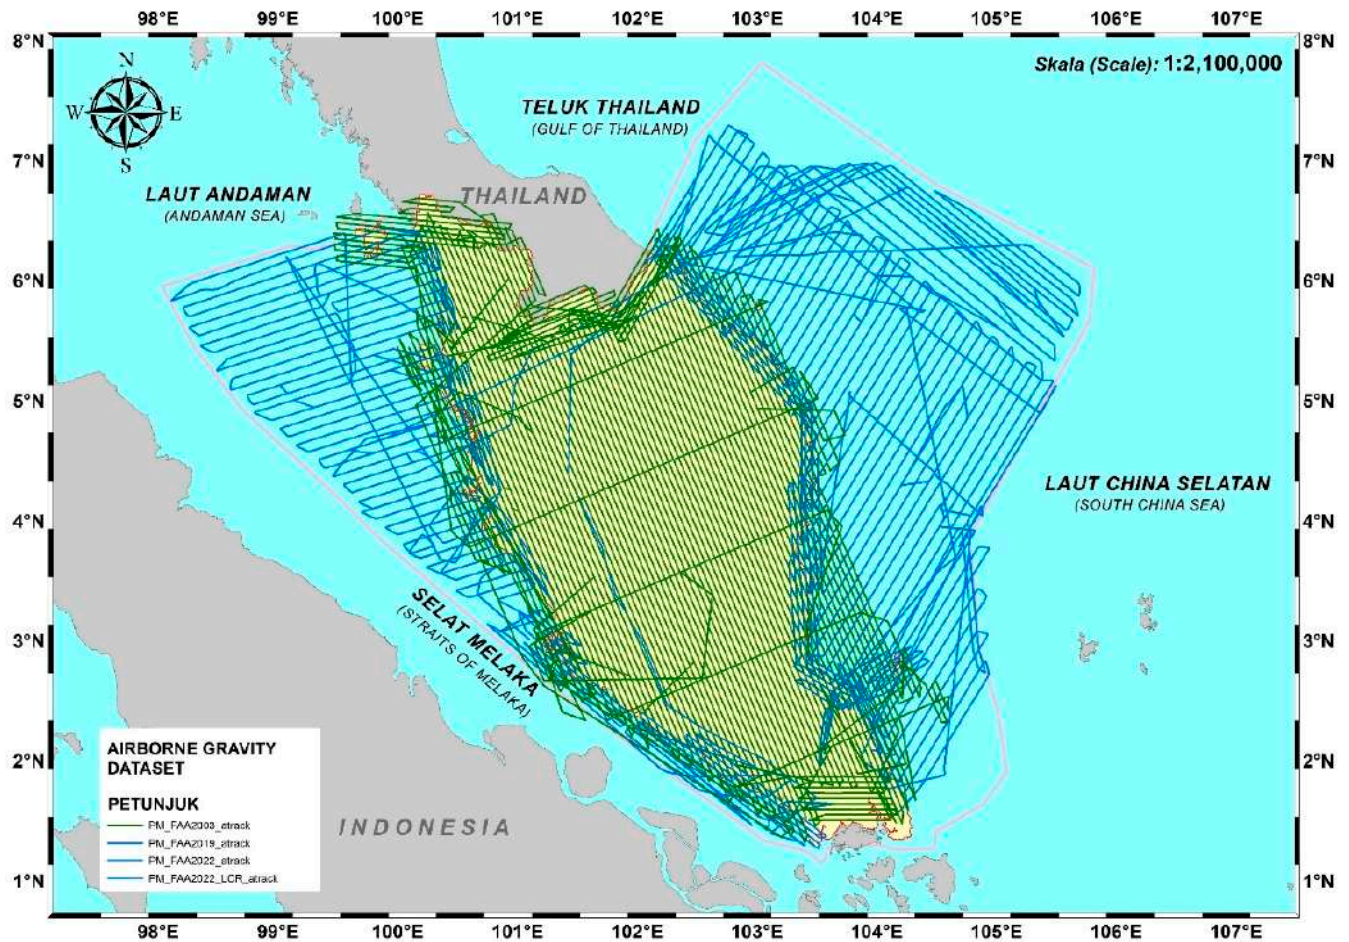 98°E 99°E 100°E 101°E 102°E 103°E 104°E 105°E 106°E 107°E
8°N 8°N
Skala (Scale): 1:2,100,000
N
W E
S
TELUK THAILAND
(GULF OF THAILAND)
7°N 7°N
LAUT ANDAMAN
(ANDAMAN SEA)
THAILAND
6°N 6°N
5°N 5°N
LAUT CHINA SELATAN
(SOUTH CHINA SEA)
4°N 4°N
SELAT MELAKA
(STRAITS OF MELAKA)
3°N 3°N
2°N 2°N
AIRBORNE GRAVITY
DATASET
PETUNJUK
PM_FAA2003_atrack
PM_FAA2019_atrack
PM_FAA2022_atrack
PM_FAA2022_LCR_atrack
INDONESIA
1°N 1°N
98°E 99°E 100°E 101°E 102°E 103°E 104°E 105°E 106°E 107°E